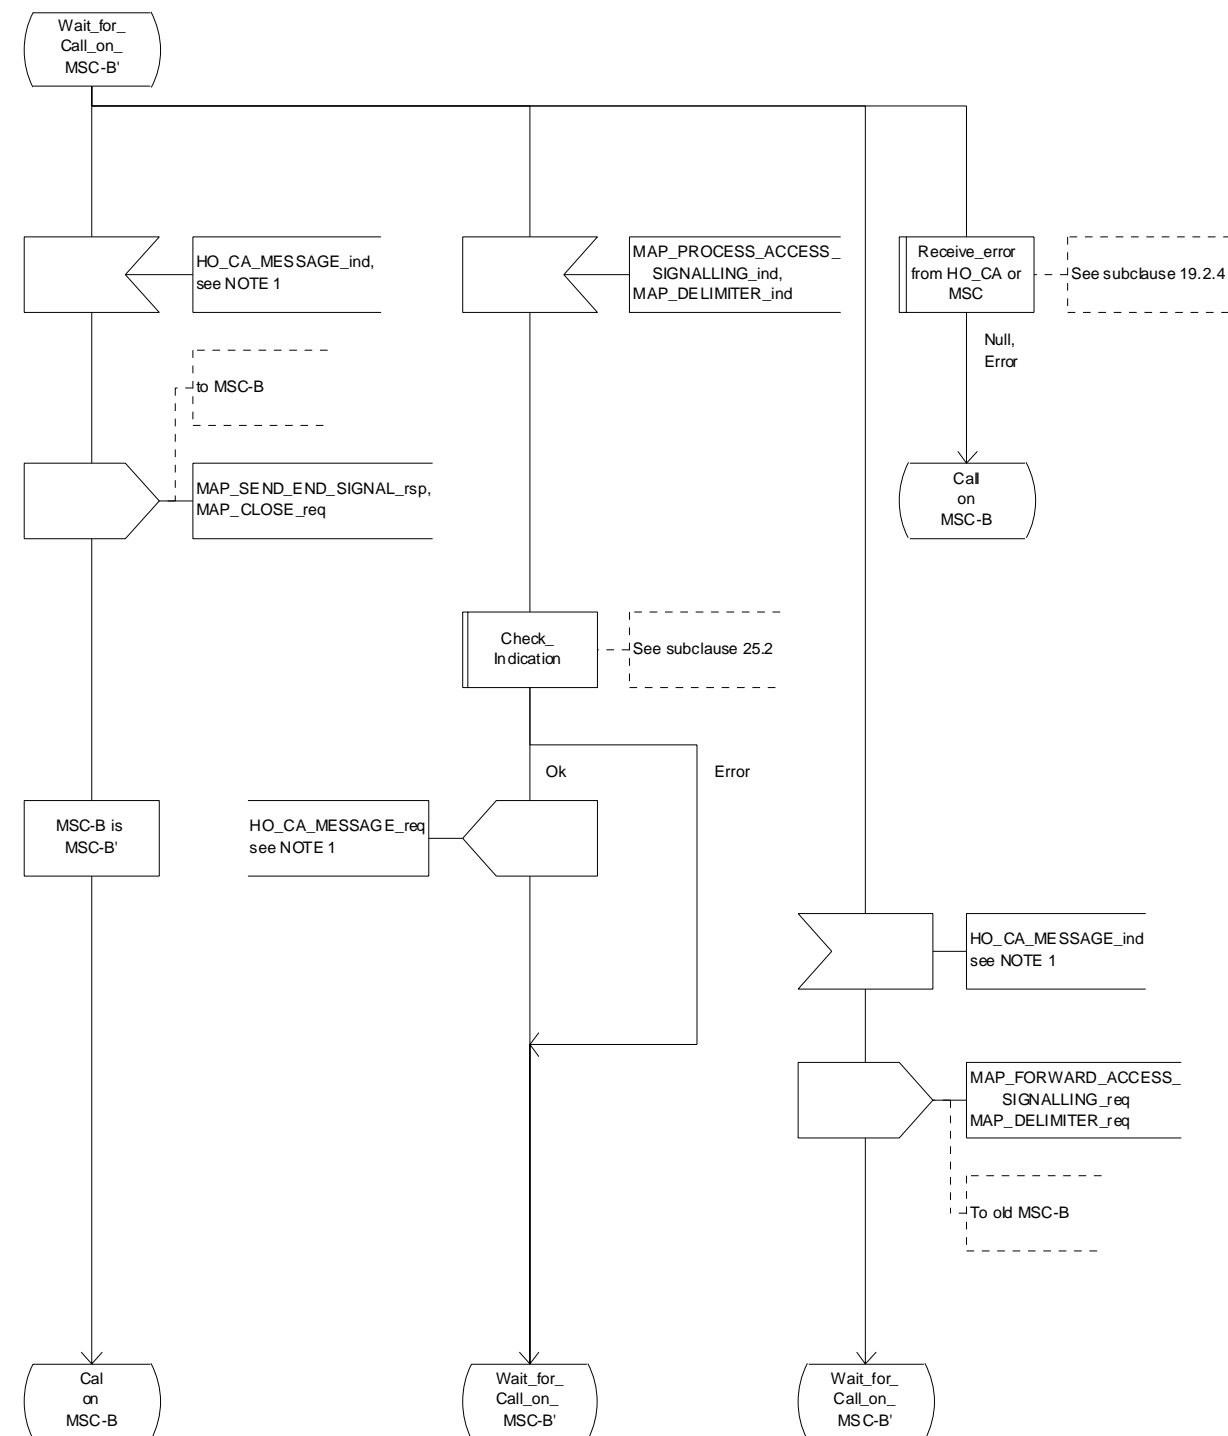 Wait_for_
Call_on_
MSC-B'
HO_CA_MESSAGE_ind,
see NOTE 1
MAP_PROCESS_ACCESS_
SIGNALLING_ind,
MAP_DELIMITER_ind
Receive_error
from HO_CA or
MSC
See subclause 19.2.4
Null,
Error
to MSC-B
MAP_SEND_END_SIGNAL_rsp,
MAP_CLOSE_req
Call
on
MSC-B
Check_
Indication
See subclause 25.2
Ok
Error
MSC-B is
MSC-B'
HO_CA_MESSAGE_req
see NOTE 1
HO_CA_MESSAGE_ind
see NOTE 1
MAP_FORWARD_ACCESS_
SIGNALLING_req
MAP_DELIMITER_req
To old MSC-B
Cal
on
MSC-B
Wait_for_
Call_on_
MSC-B'
Wait_for_
Call_on_
MSC-B'